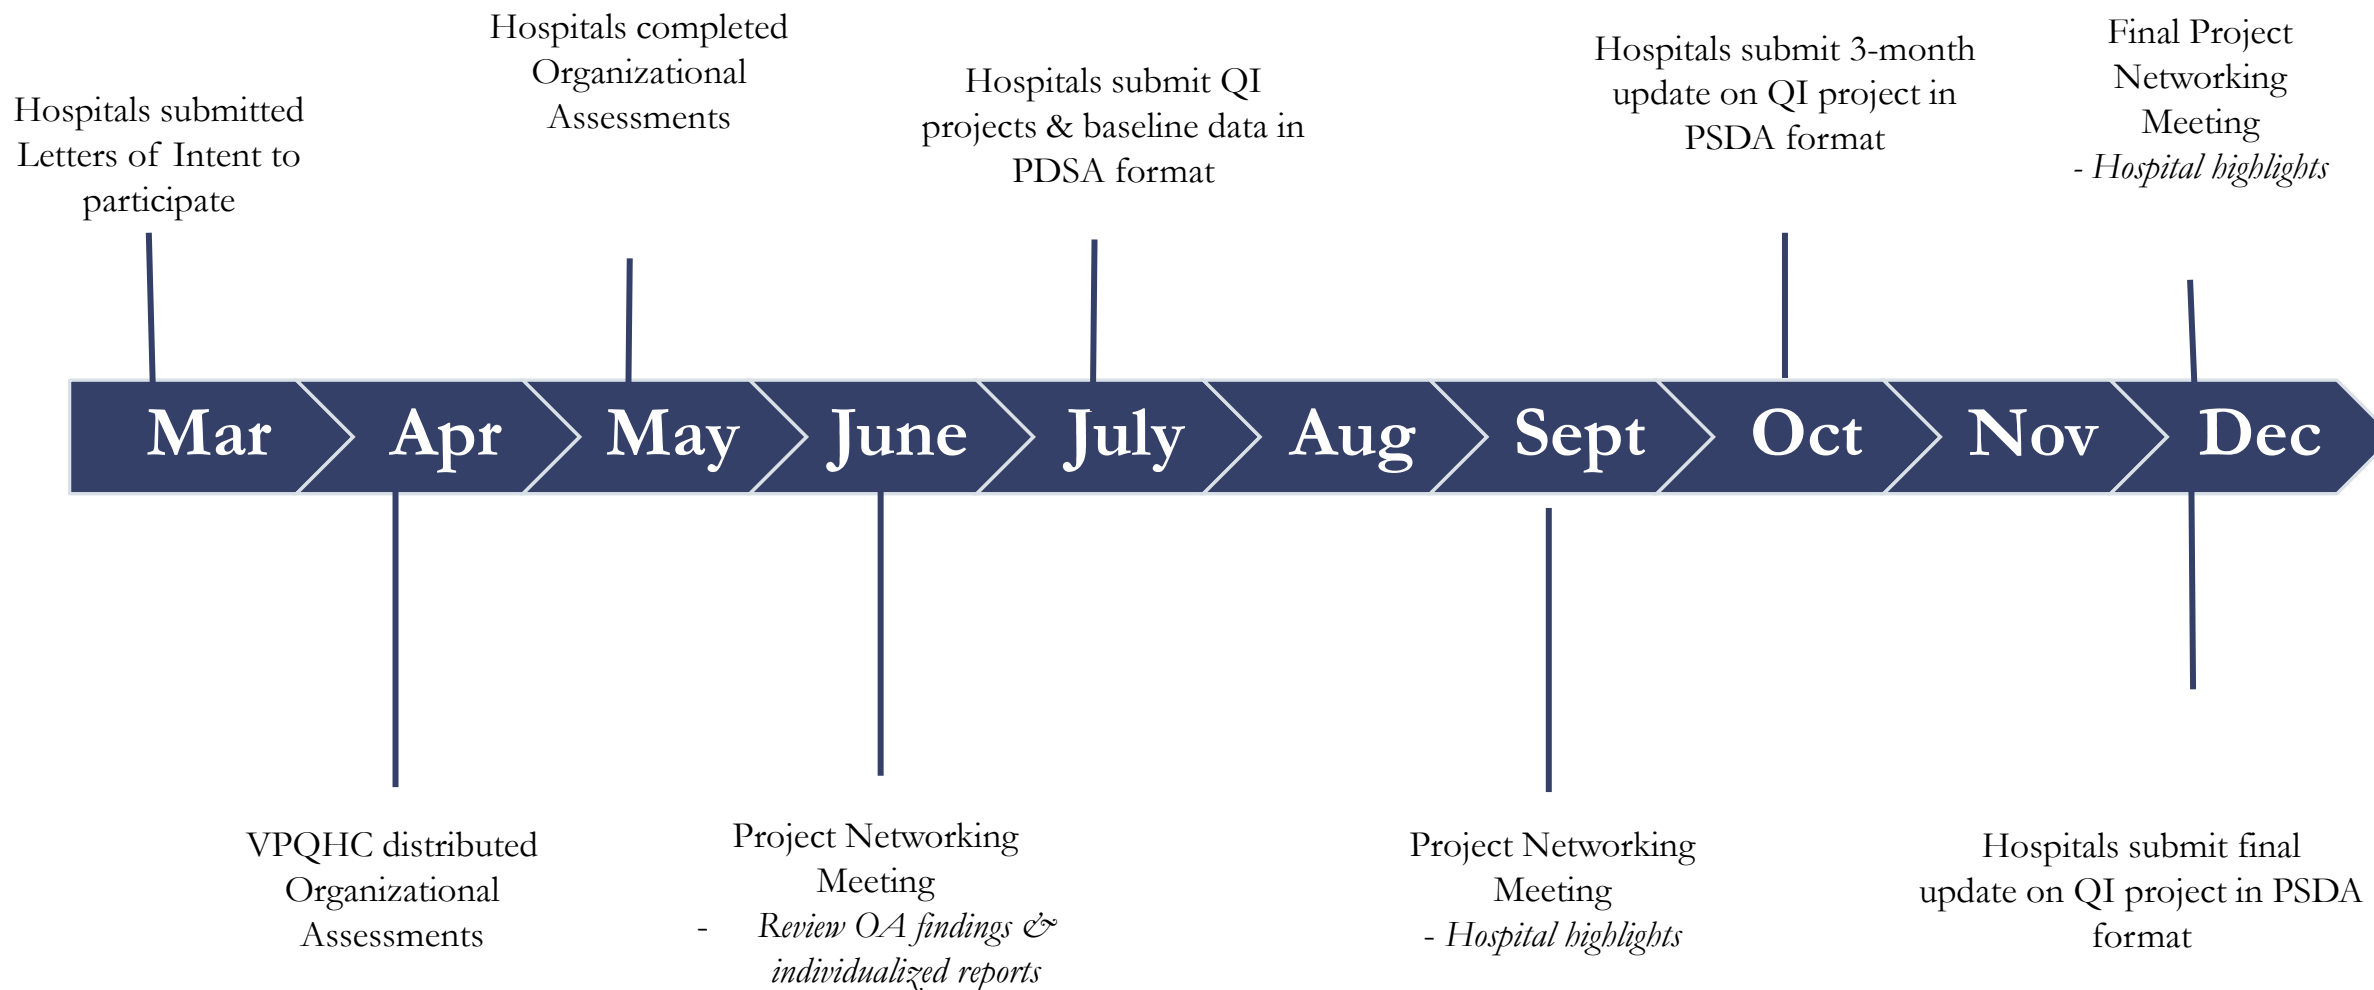 Hospitals submitted
Letters of Intent to
participate
Hospitals completed
Organizational
Assessments
Hospitals submit QI
projects & baseline data in
PDSA format
Hospitals submit 3-month
update on QI project in
PSDA format
Final Project
Networking
Meeting
- Hospital highlights
Mar Apr May June July Aug Sept Oct Nov Dec
VPQHC distributed
Organizational
Assessments
Project Networking
Meeting
- Review OA findings &
individualized reports
Project Networking
Meeting
- Hospital highlights
Hospitals submit final
update on QI project in PSDA
format